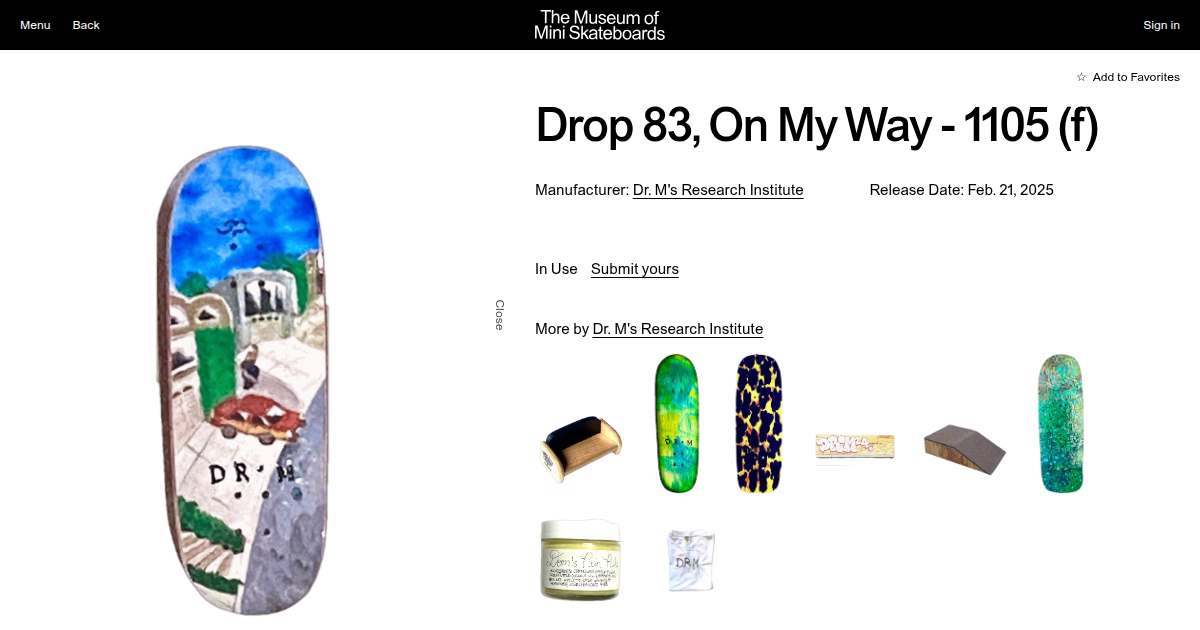 Menu
Back
The Museum of
Mini Skateboards
Sign in
☆ Add to Favorites
Drop 83, On My Way - 1105 (f)
Manufacturer: Dr. M's Research Institute
Release Date: Feb. 21, 2025
In Use
Submit yours
Close
More by Dr. M's Research Institute
DR·M
DR·M
DRM